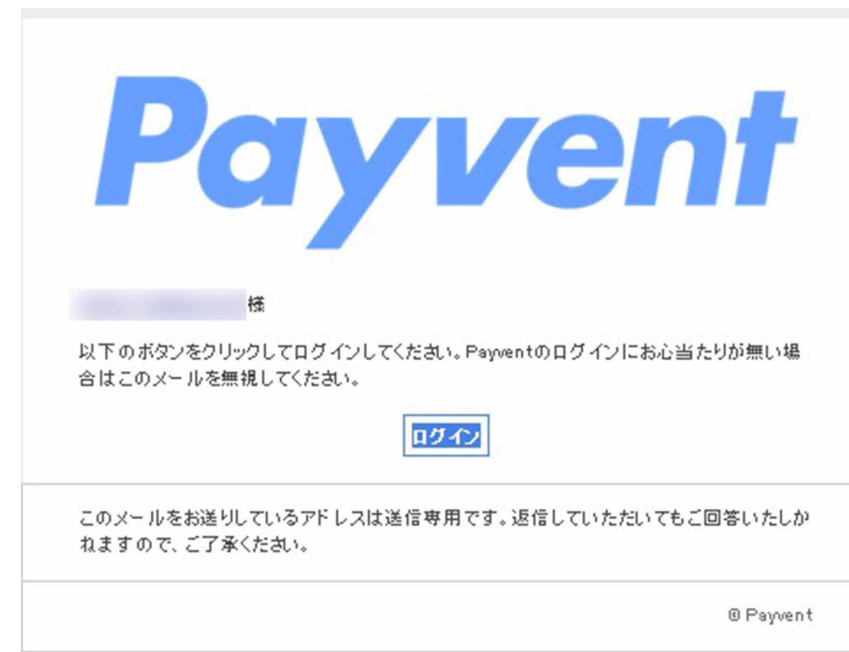 Payvent
様
以下のボタンをクリックしてログインしてください。Payventのログインにお心当たりが無い場
合はこのメールを無視してください。
ログイン
このメールをお送りしているアドレスは送信専用です。返信していただいてもご回答いたしか
ねますので、ご了承ください。
© Payvent